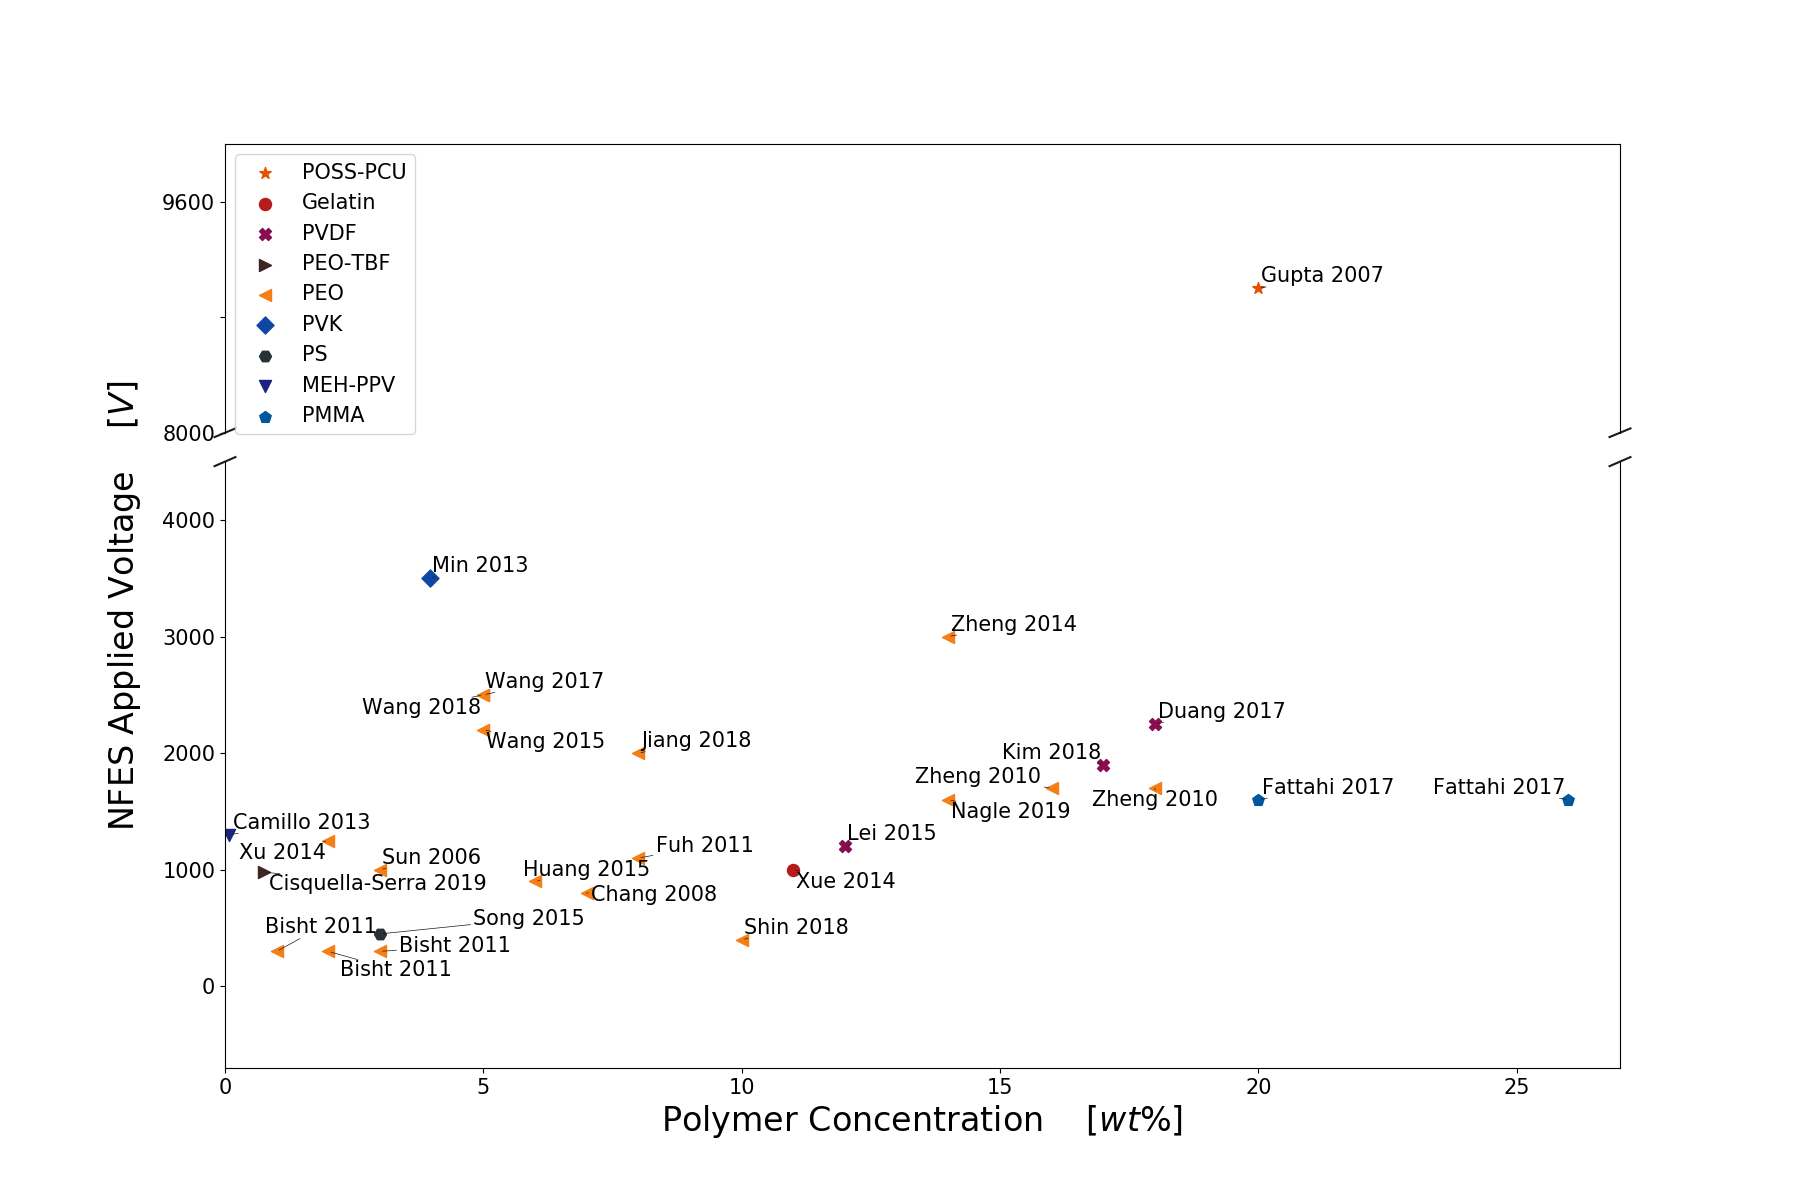 POSS-PCU
Gelatin
PVDF
PEO-TBF
PEO
PVK
PS
MEH-PPV
PMMA
9600
8000
4000
3000
2000
1000
0
NFES Applied Voltage [V]
Gupta 2007
Min 2013
Zheng 2014
Wang 2017
Wang 2018
Wang 2015
Jiang 2018
Duang 2017
Kim 2018
Zheng 2010
Nagle 2019
Zheng 2010
Fattahi 2017
Fattahi 2017
Camillo 2013
Xu 2014
Cisquella-Serra 2019
Sun 2006
Huang 2015
Fuh 2011
Chang 2008
Lei 2015
Xue 2014
Shin 2018
Song 2015
Bisht 2011
Bisht 2011
Bisht 2011
0
5
10
15
20
25
Polymer Concentration [wt%]